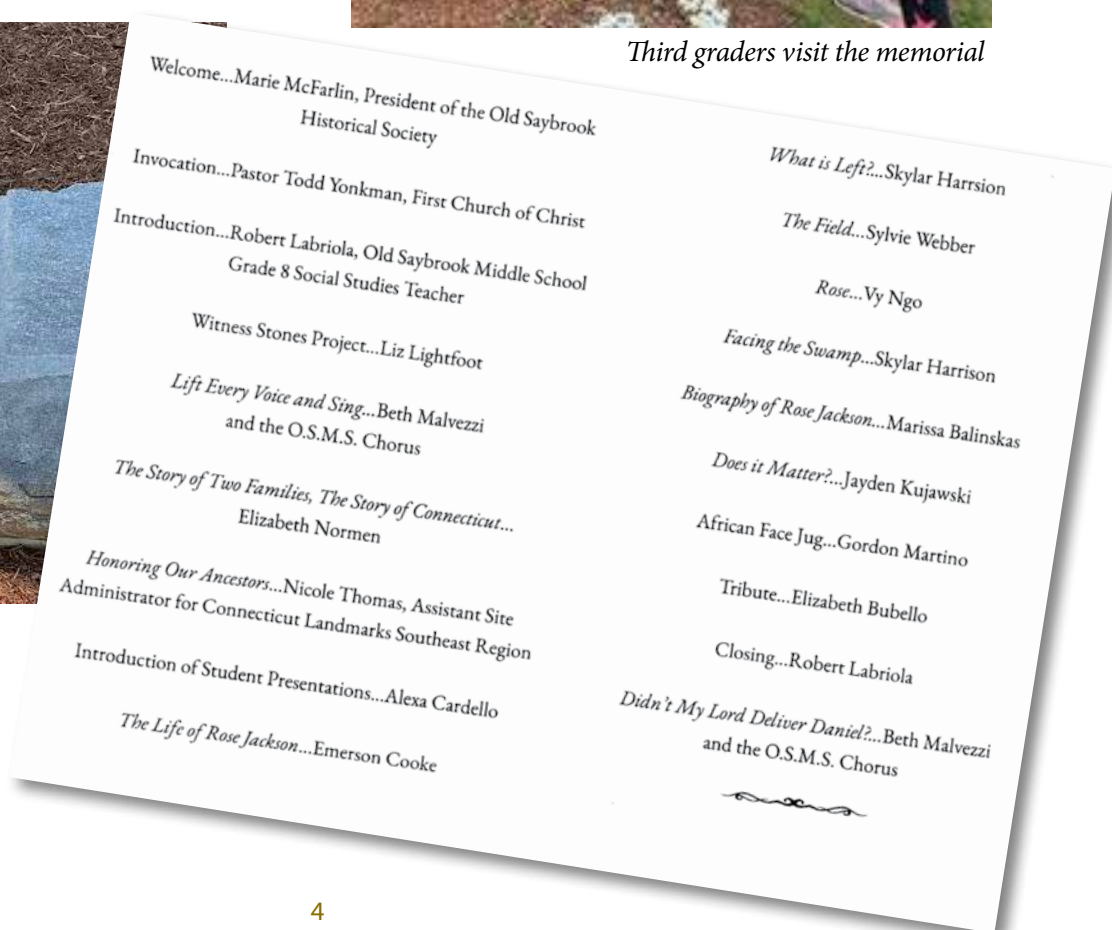 Third graders visit the memorial
Welcome...Marie McFarlin, President of the Old Saybrook
Historical Society
Invocation...Pastor Todd Yonkman, First Church of Christ
Introduction...Robert Labriola, Old Saybrook Middle School
Grade 8 Social Studies Teacher
Witness Stones Project...Liz Lightfoot
Lift Every Voice and Sing...Beth Malvezzi
and the O.S.M.S. Chorus
The Story of Two Families, The Story of Connecticut...
Elizabeth Normen
Honoring Our Ancestors...Nicole Thomas, Assistant Site
Administrator for Connecticut Landmarks Southeast Region
Introduction of Student Presentations...Alexa Cardello
The Life of Rose Jackson...Emerson Cooke
What is Left?...Skylar Harrsion
The Field...Sylvie Webber
Rose...Vy Ngo
Facing the Swamp...Skylar Harrison
Biography of Rose Jackson...Marissa Balinskas
Does it Matter?...Jayden Kujawski
African Face Jug...Gordon Martino
Tribute...Elizabeth Bubello
Closing...Robert Labriola
Didn't My Lord Deliver Daniel?...Beth Malvezzi
and the O.S.M.S. Chorus
4